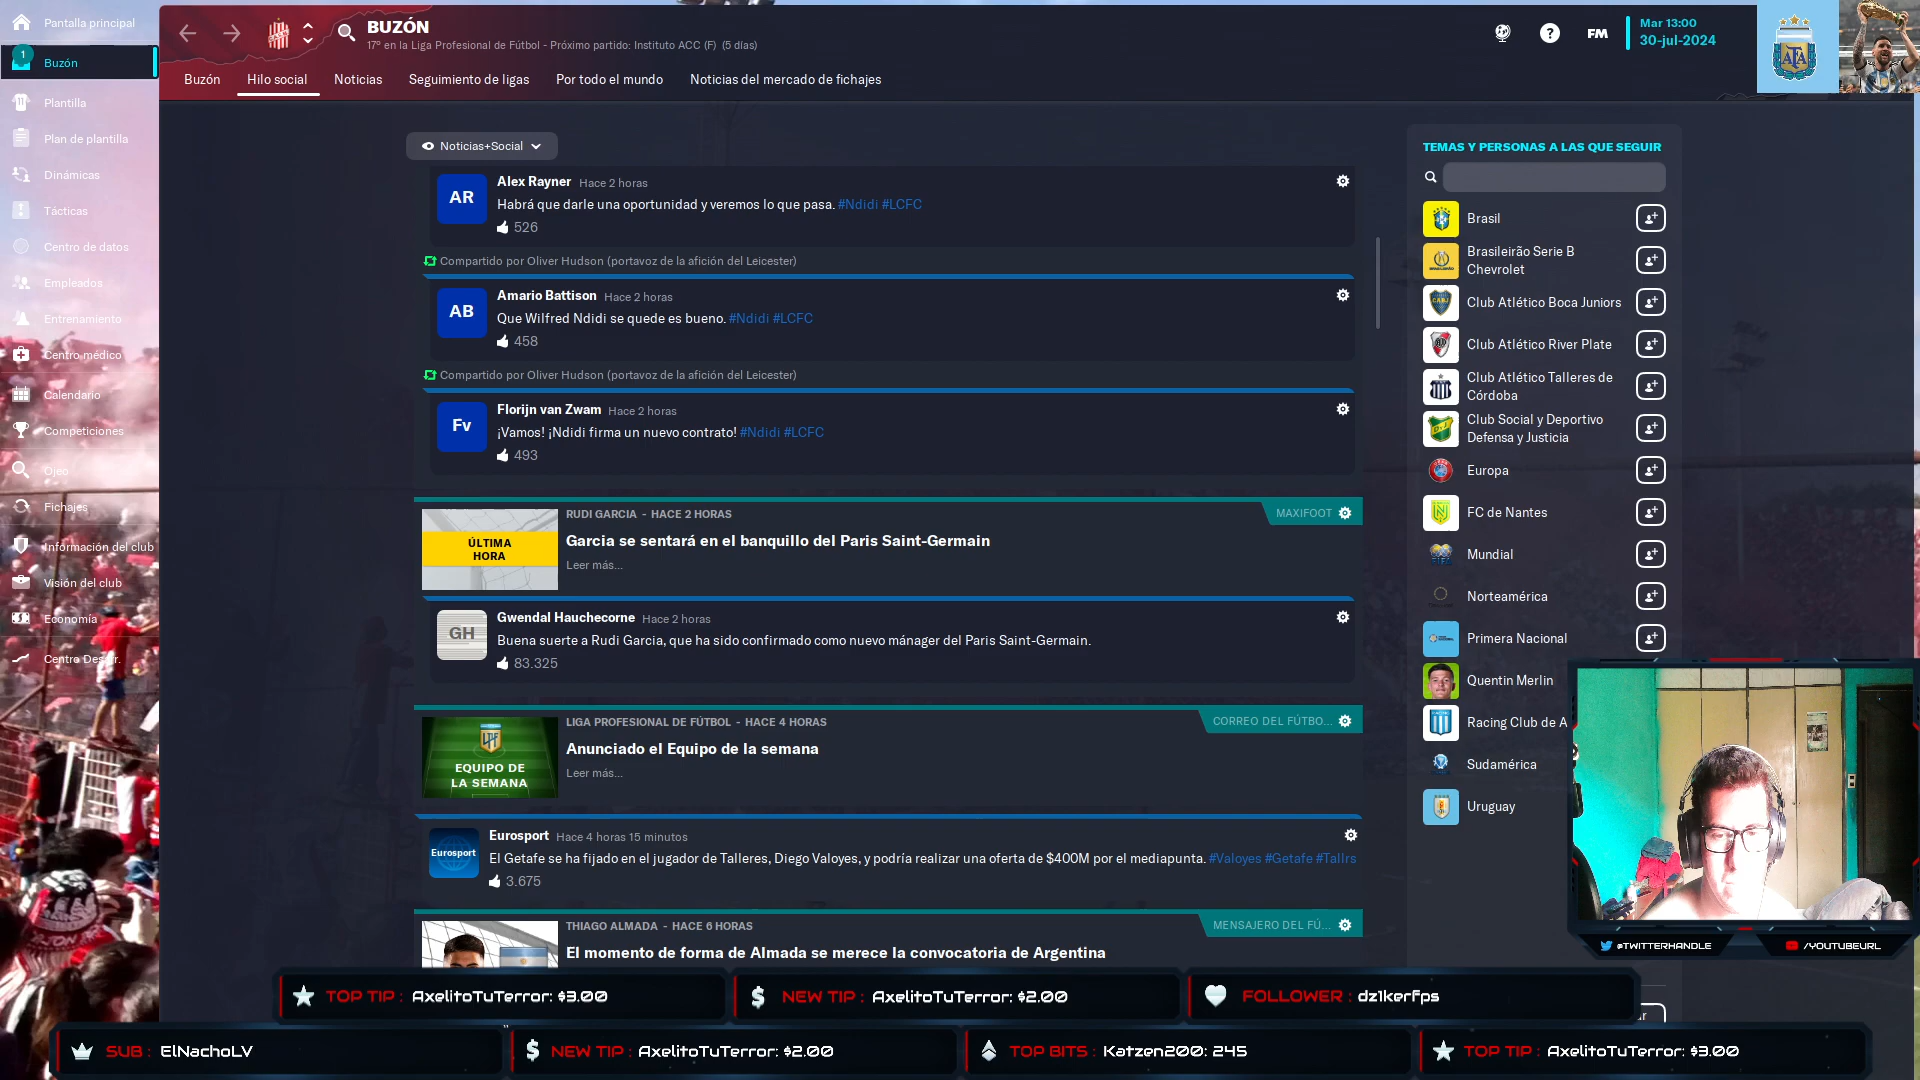 Pantalla principal
1
Buzón
Plantilla
Plan de plantilla
Dinámicas
Tácticas
Centro de datos
Empleados
Entrenamiento
Centro médico
Calendario
Competiciones
Ojeo
Fichajes
Información del club
Visión del club
Economía
Centro Desarr.
BUZÓN
17º en la Liga Profesional de Fútbol - Próximo partido: Instituto ACC (F) (5 días)
FM
Mar 13:00
30-jul-2024
Buzón
Hilo social
Noticias
Seguimiento de ligas
Por todo el mundo
Noticias del mercado de fichajes
Noticias+Social
AR
Alex Rayner Hace 2 horas
Habrá que darle una oportunidad y veremos lo que pasa. #Ndidi #LCFC
526
Compartido por Oliver Hudson (portavoz de la afición del Leicester)
AB
Amario Battison Hace 2 horas
Que Wilfred Ndidi se quede es bueno. #Ndidi #LCFC
458
Compartido por Oliver Hudson (portavoz de la afición del Leicester)
Fv
Florijn van Zwam Hace 2 horas
¡Vamos! ¡Ndidi firma un nuevo contrato! #Ndidi #LCFC
493
ÚLTIMA
HORA
RUDI GARCIA - HACE 2 HORAS
MAXIFOOT
Garcia se sentará en el banquillo del Paris Saint-Germain
Leer más...
GH
Gwendal Hauchecorne Hace 2 horas
Buena suerte a Rudi Garcia, que ha sido confirmado como nuevo mánager del Paris Saint-Germain.
83.325
EQUIPO DE
LA SEMANA
LIGA PROFESIONAL DE FÚTBOL - HACE 4 HORAS
CORREO DEL FÚTBO...
Anunciado el Equipo de la semana
Leer más...
Eurosport
Eurosport Hace 4 horas 15 minutos
El Getafe se ha fijado en el jugador de Talleres, Diego Valoyes, y podría realizar una oferta de $400M por el mediapunta. #Valoyes #Getafe #Tallrs
3.675
THIAGO ALMADA - HACE 6 HORAS
MENSAJERO DEL FÚ...
El momento de forma de Almada se merece la convocatoria de Argentina
TEMAS Y PERSONAS A LAS QUE SEGUIR
Brasil
Brasileirão Serie B
Chevrolet
Club Atlético Boca Juniors
Club Atlético River Plate
Club Atlético Talleres de
Córdoba
Club Social y Deportivo
Defensa y Justicia
Europa
FC de Nantes
Mundial
Norteamérica
Primera Nacional
Quentin Merlin
Racing Club de A
Sudamérica
Uruguay
@TWITTERHANDLE
/YOUTUBEURL
TOP TIP : AxelitoTuTerror: $3.00
NEW TIP : AxelitoTuTerror: $2.00
FOLLOWER : dz1kerfps
SUB : ElNachoLV
NEW TIP : AxelitoTuTerror: $2.00
TOP BITS : Katzen200: 245
TOP TIP : AxelitoTuTerror: $3.00